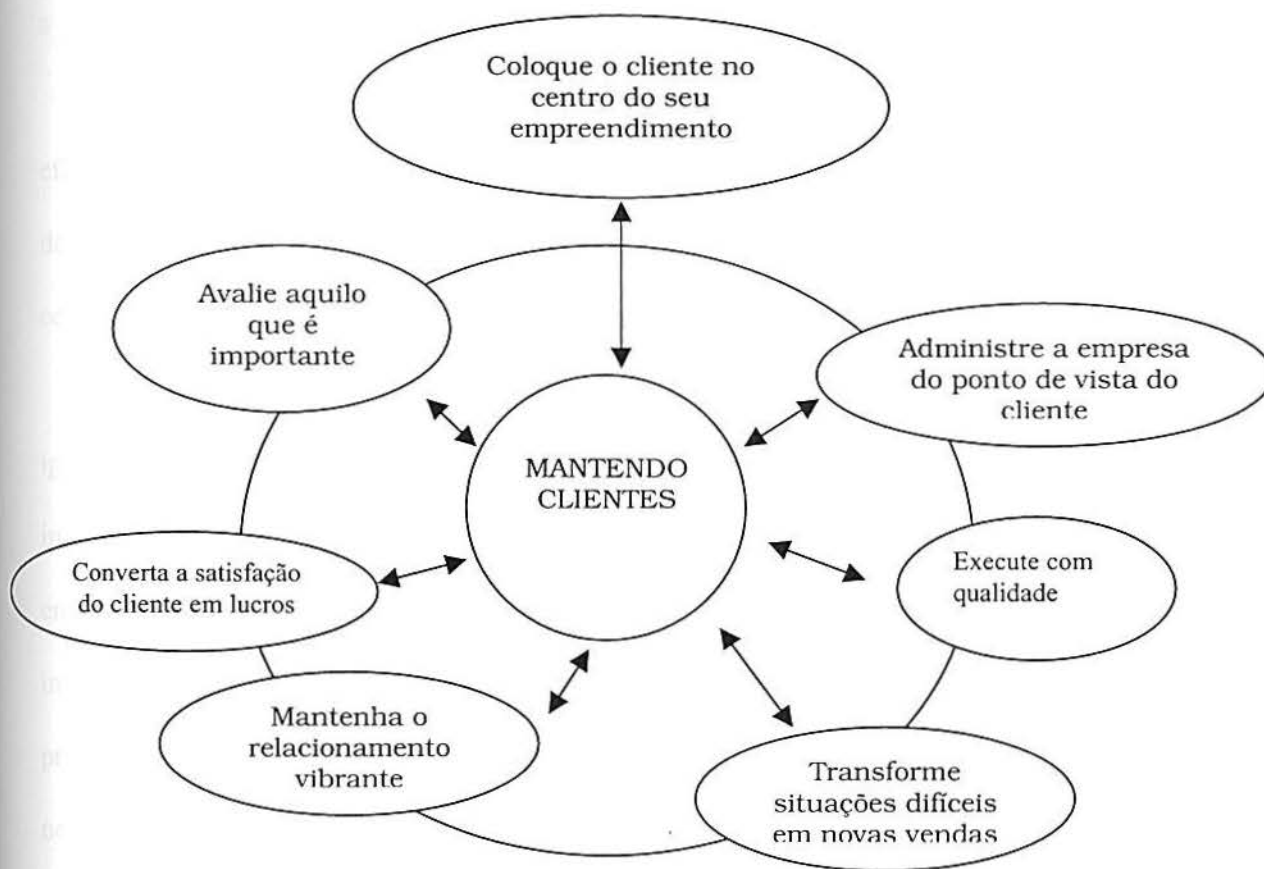 Coloque o cliente no
centro do seu
empreendimento
Avalie aquilo
que é
importante
Administre a empresa
do ponto de vista do
cliente
MANTENDO
CLIENTES
Execute com
qualidade
Converta a satisfação
do cliente em lucros
Mantenha o
relacionamento
vibrante
Transforme
situações difíceis
em novas vendas